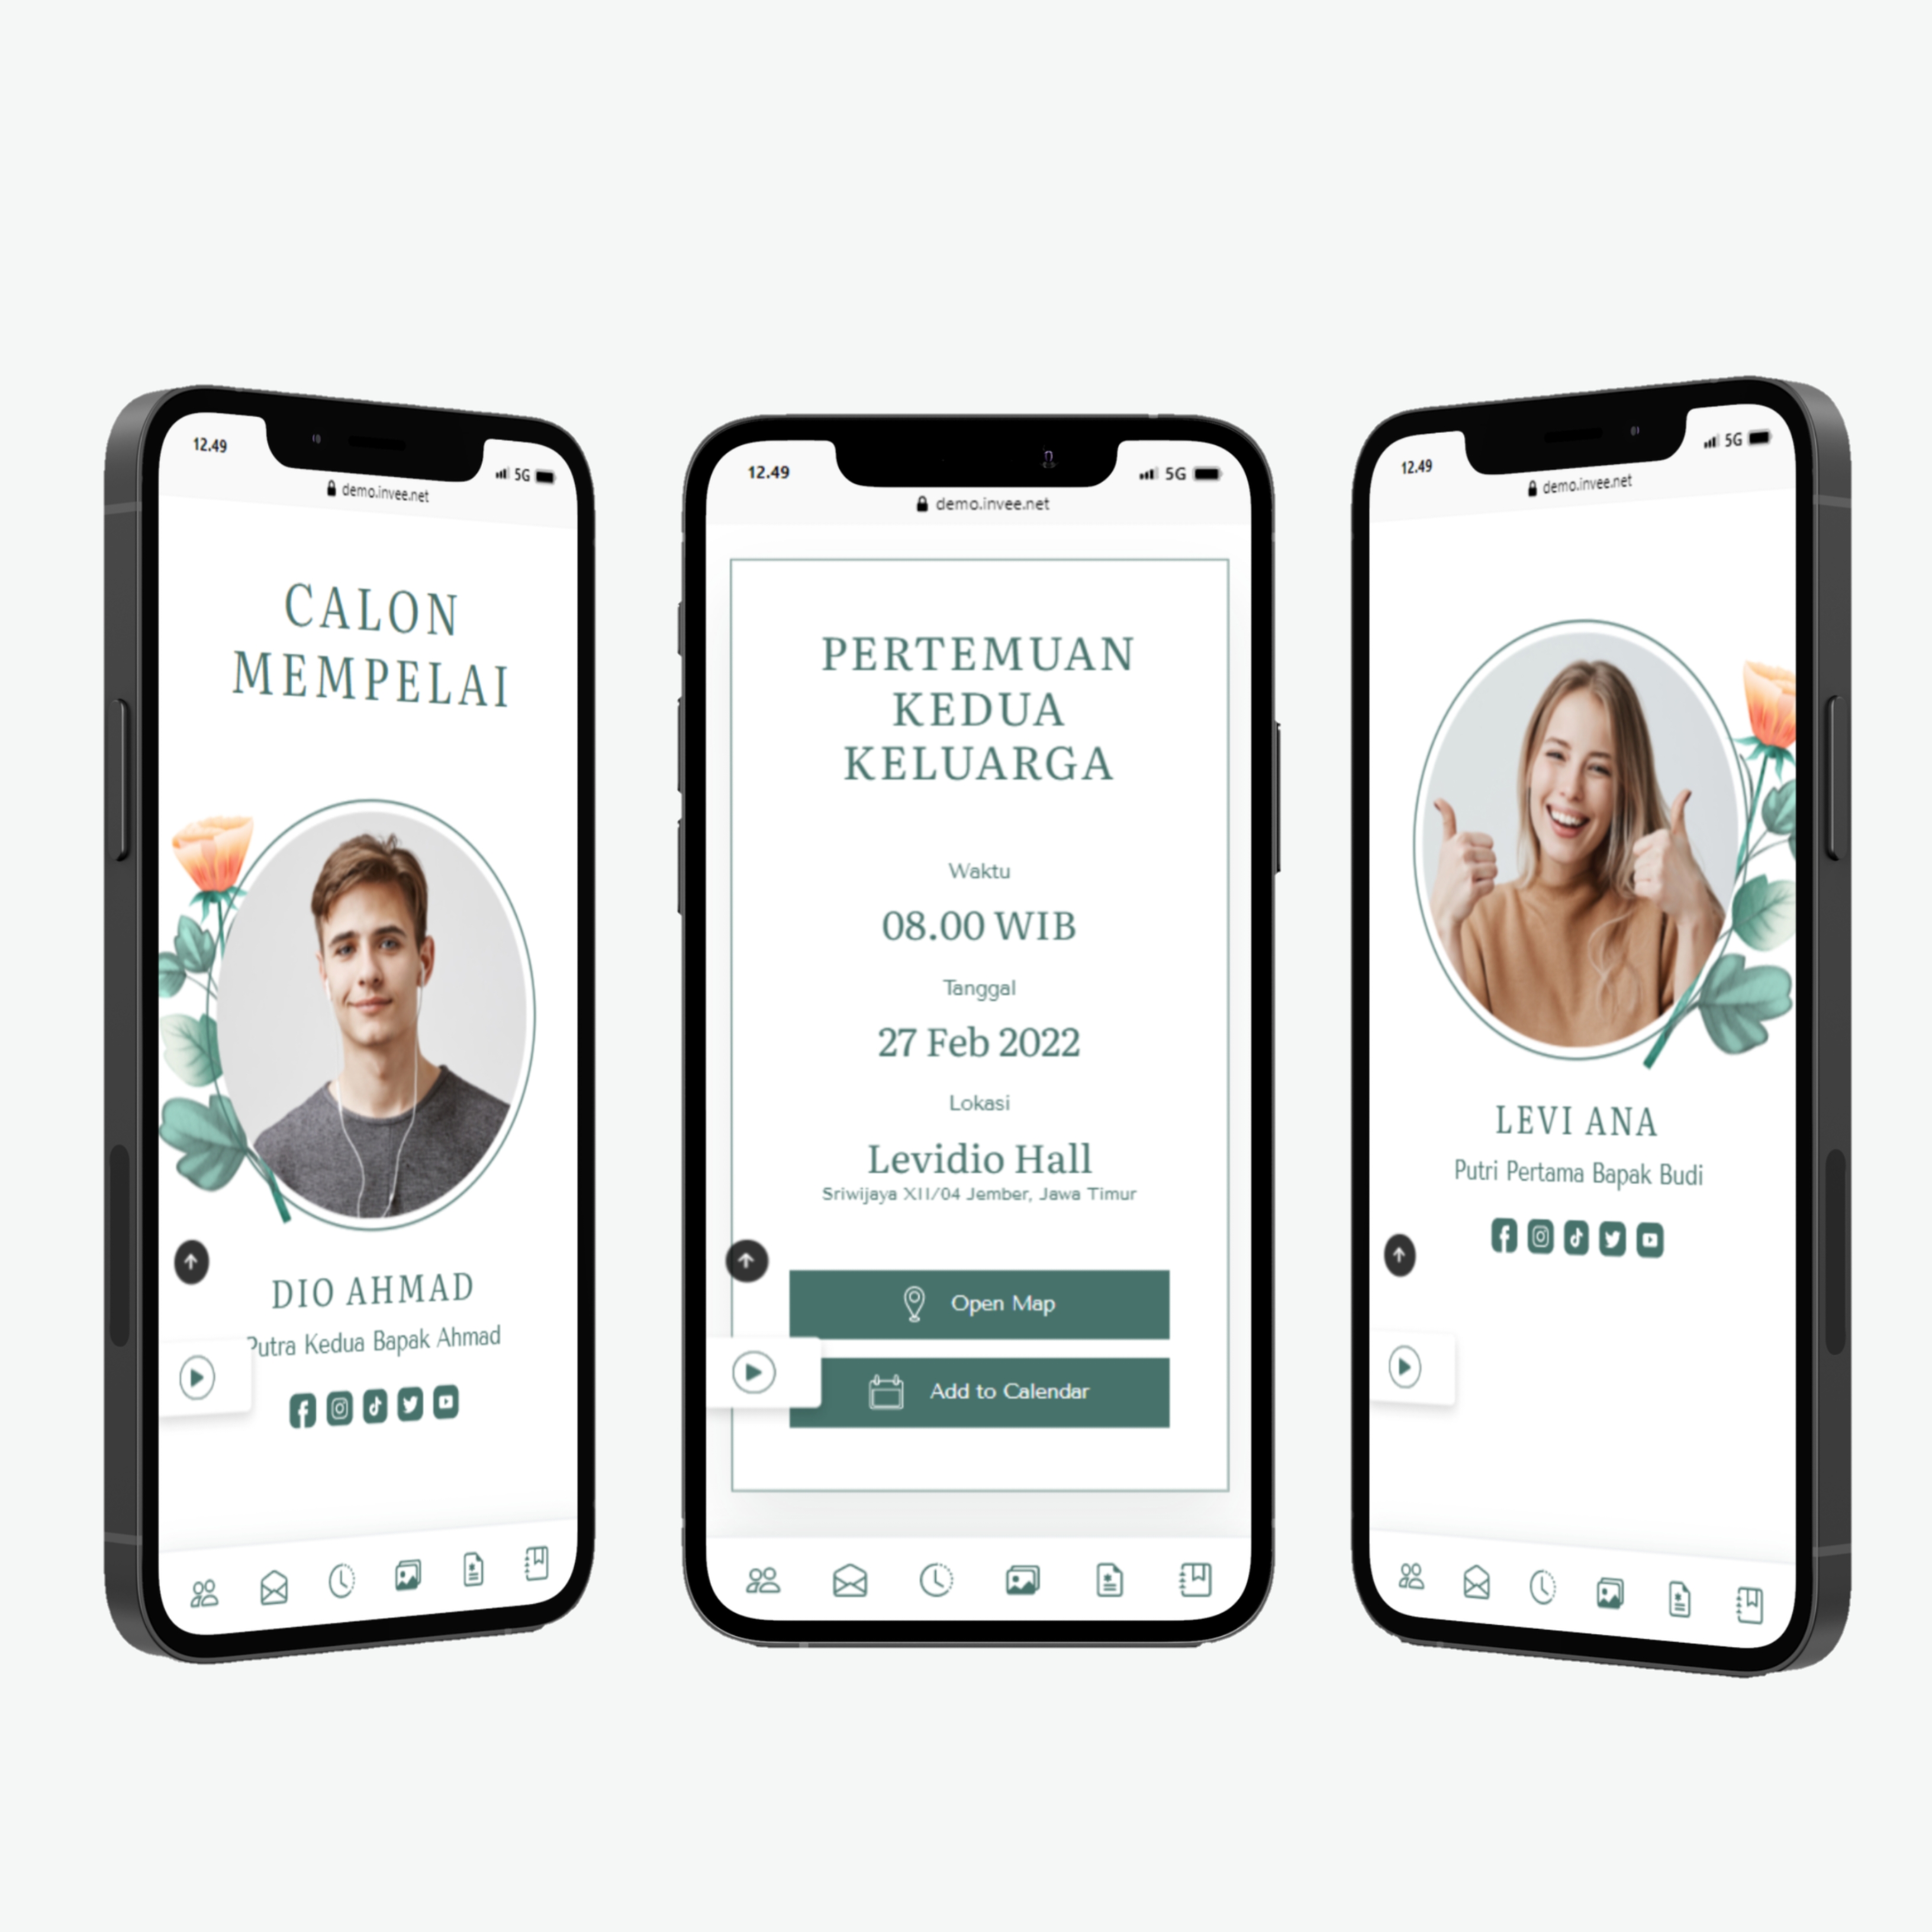 12.49
5G
demo.invee.net
CALON
MEMPELAI
DIO AHMAD
Putra Kedua Bapak Ahmad
12.49
5G
demo.invee.net
PERTEMUAN
KEDUA
KELUARGA
Waktu
08.00 WIB
Tanggal
27 Feb 2022
Lokasi
Levidio Hall
Sriwijaya XII/04 Jember, Jawa Timur
Open Map
Add to Calendar
12.49
5G
demo.invee.net
LEVI ANA
Putri Pertama Bapak Budi